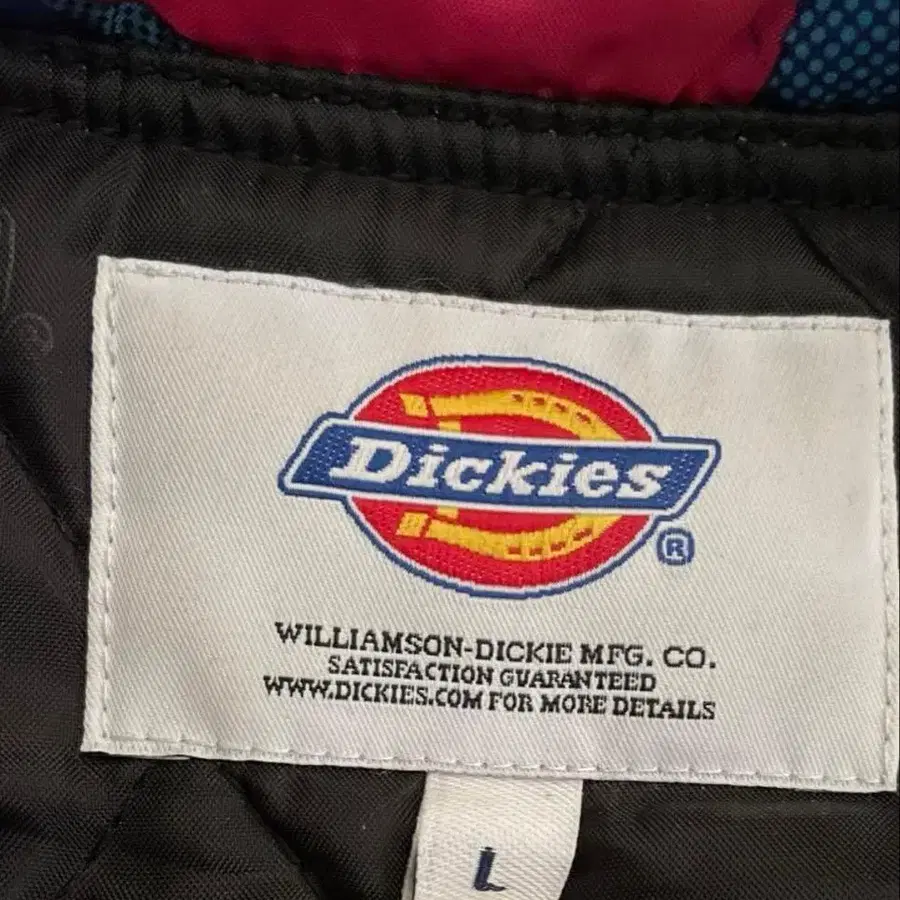 Dickies
®
WILLIAMSON-DICKIE MFG. CO.
SATISFACTION GUARANTEED
WWW.DICKIES.COM FOR MORE DETAILS
L